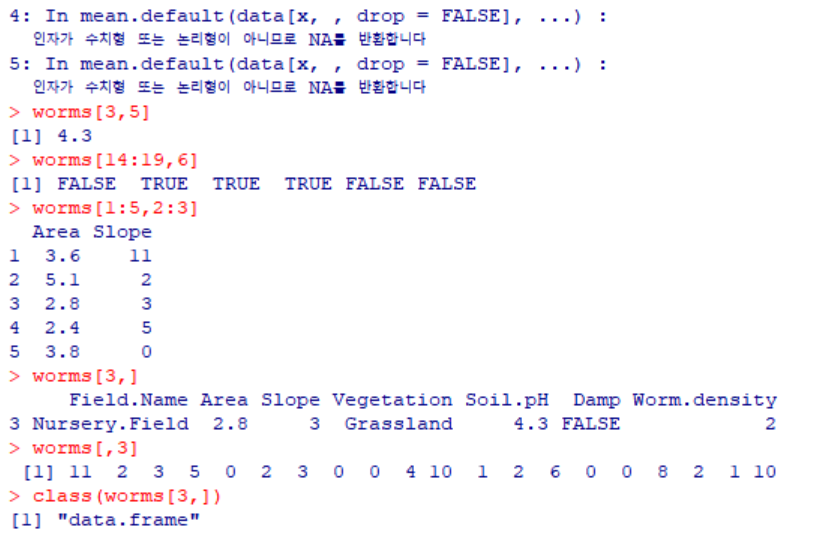 4: In mean.default(data[x, , drop = FALSE], ...) :
인자가 수치형 또는 논리형이 아니므로 NA를 반환합니다
5: In mean.default(data[x, , drop = FALSE], ...) :
인자가 수치형 또는 논리형이 아니므로 NA를 반환합니다
> worms[3,5]
[1] 4.3
> worms[14:19,6]
[1] FALSE  TRUE  TRUE  TRUE FALSE FALSE
> worms[1:5,2:3]
  Area Slope
1  3.6    11
2  5.1     2
3  2.8     3
4  2.4     5
5  3.8     0
> worms[3,]
     Field.Name Area Slope Vegetation Soil.pH  Damp Worm.density
3 Nursery.Field  2.8     3  Grassland     4.3 FALSE            2
> worms[,3]
 [1] 11  2  3  5  0  2  3  0  0  4 10  1  2  6  0  0  8  2  1 10
> class(worms[3,])
[1] "data.frame"